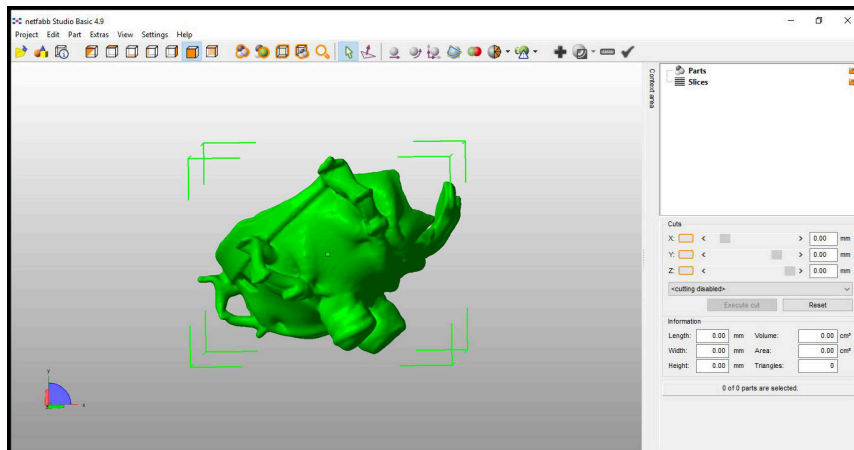 netfabb Studio Basic 4.9
Project Edit Part Extras View Settings Help
Context area
Parts
Slices
Cuts
X: < > 0.00 mm
Y: < > 0.00 mm
Z: < > 0.00 mm
<cutting disabled>
Execute cut Reset
Information
Length: 0.00 mm Volume: 0.00 cm³
Width: 0.00 mm Area: 0.00 cm²
Height: 0.00 mm Triangles: 0
0 of 0 parts are selected.
y
x